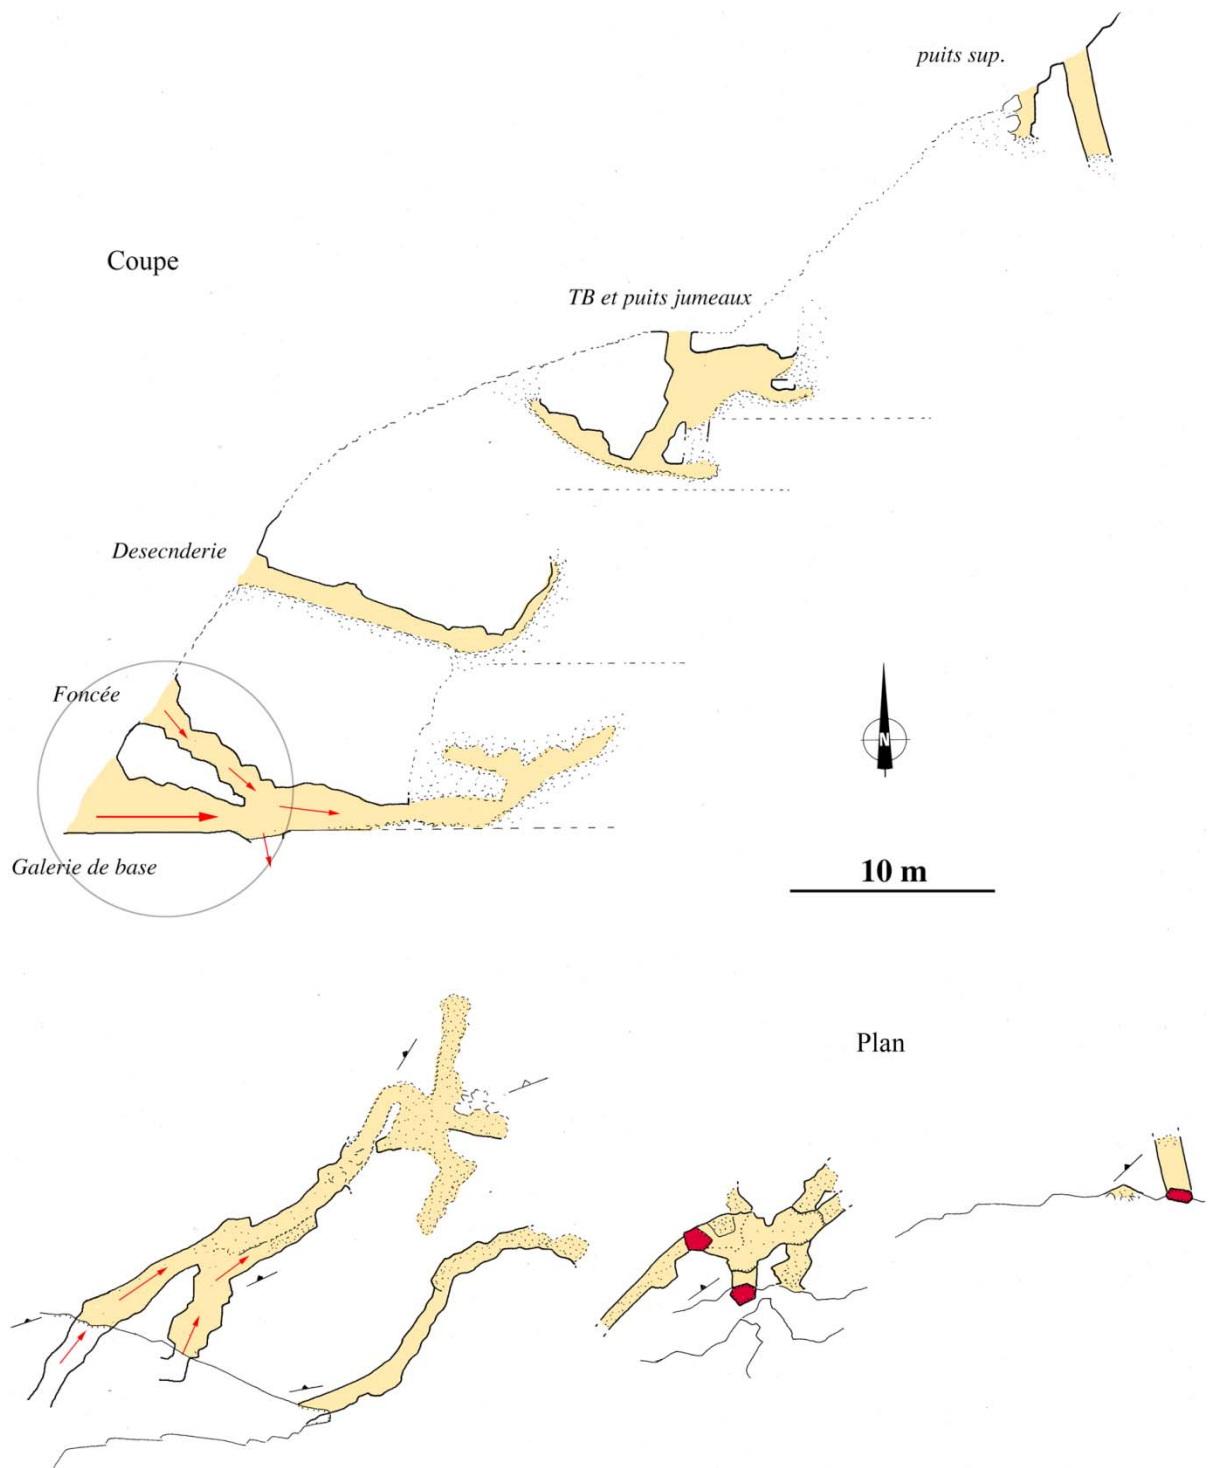 puits sup.
Coupe
TB et puits jumeaux
Desecnderie
Foncée
N
10 m
Galerie de base
Plan